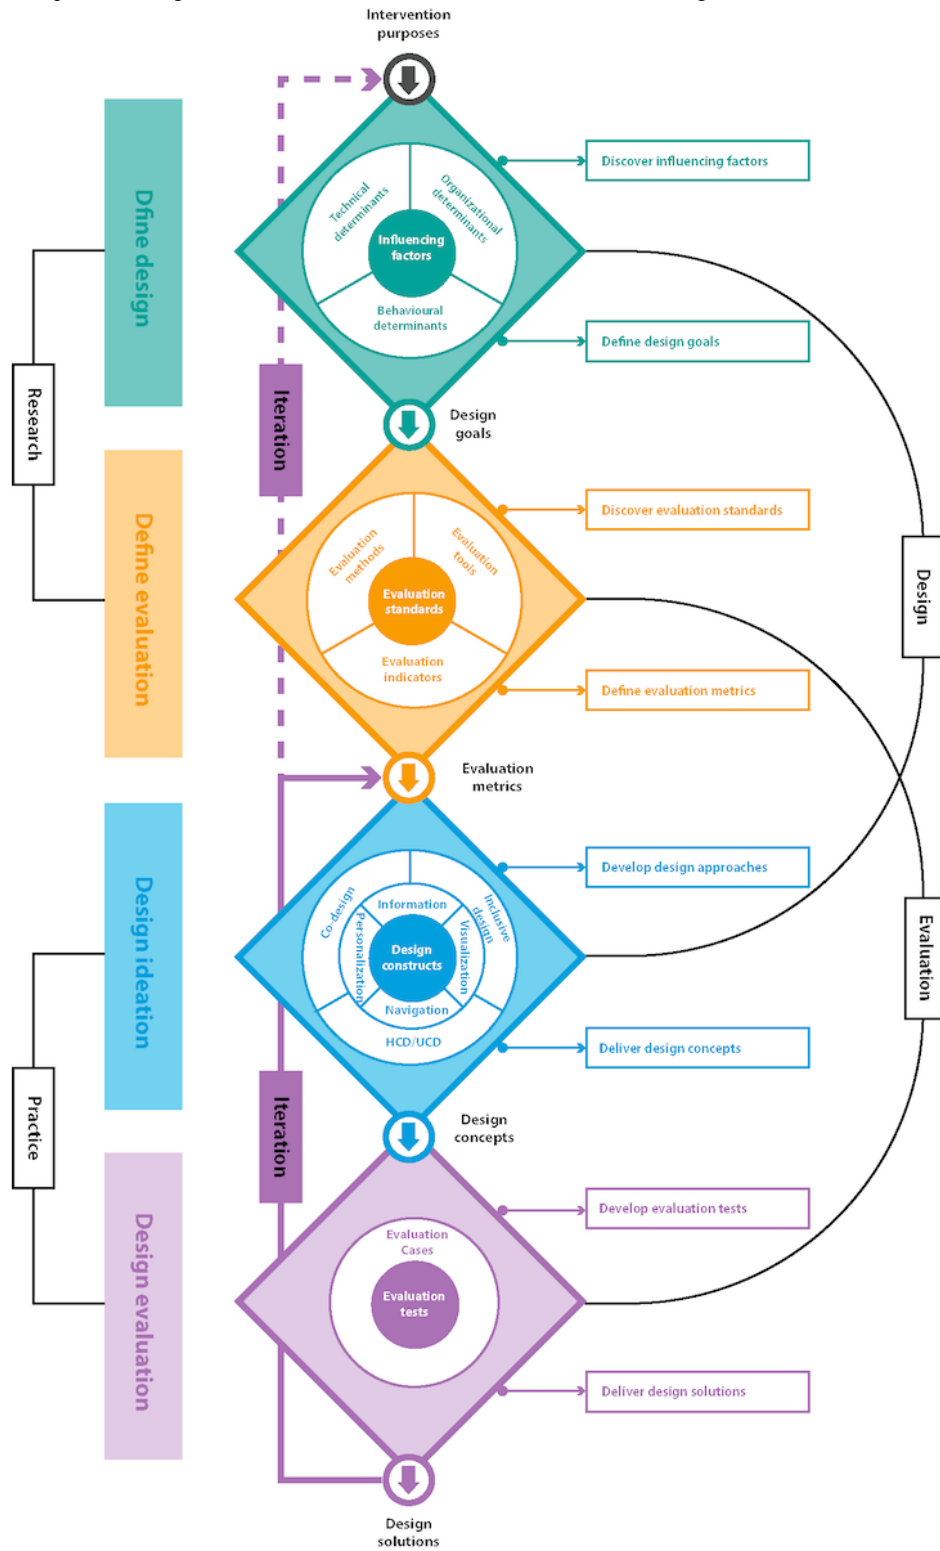 Intervention
purposes
Dfine design
Technical
determinants
Organizational
determinants
Influencing
factors
Behavioural
determinants
Discover influencing factors
Define design goals
Research
Iteration
Design
goals
Define evaluation
Evaluation
methods
Evaluation
tools
Evaluation
standards
Evaluation
indicators
Discover evaluation standards
Define evaluation metrics
Design
Evaluation
metrics
Design ideation
Co-design
Inclusive
design
Information
Personalization
Visualization
Design
constructs
Navigation
HCD/UCD
Develop design approaches
Deliver design concepts
Evaluation
Practice
Iteration
Design
concepts
Design evaluation
Evaluation
Cases
Evaluation
tests
Develop evaluation tests
Deliver design solutions
Design
solutions